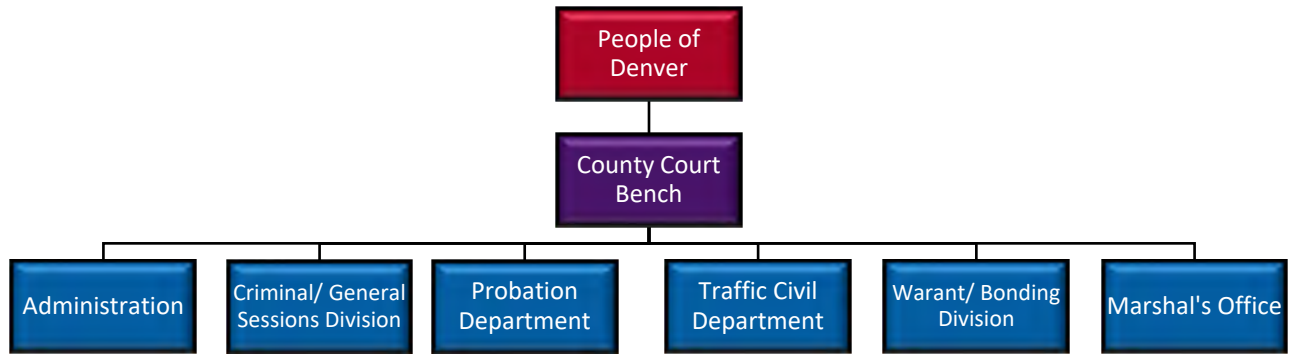 People of
Denver
County Court
Bench
Administration
Criminal/ General
Sessions Division
Probation
Department
Traffic Civil
Department
Warant/ Bonding
Division
Marshal's Office